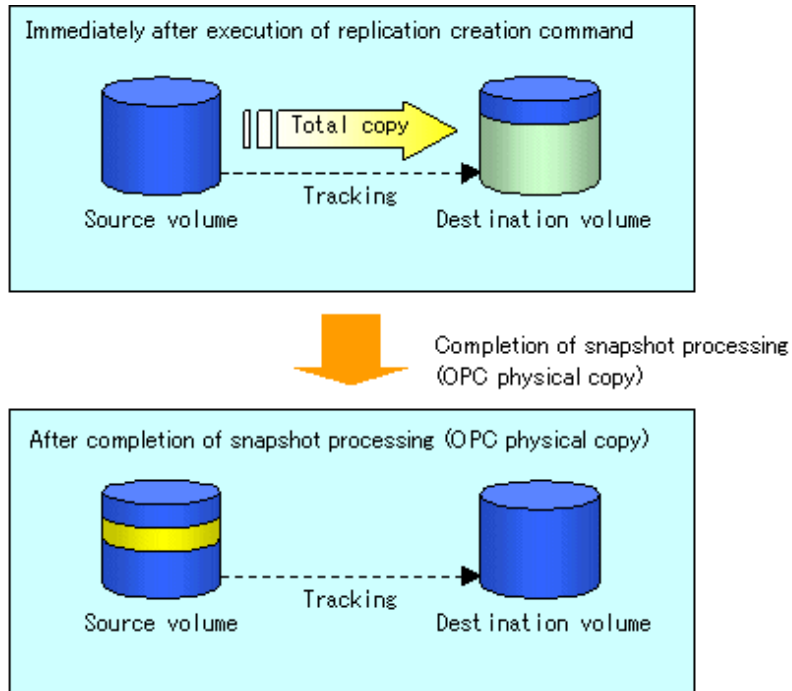 Immediately after execution of replication creation command
Total copy
Tracking
Source volume
Destination volume
Completion of snapshot processing
(OPC physical copy)
After completion of snapshot processing (OPC physical copy)
Tracking
Source volume
Destination volume